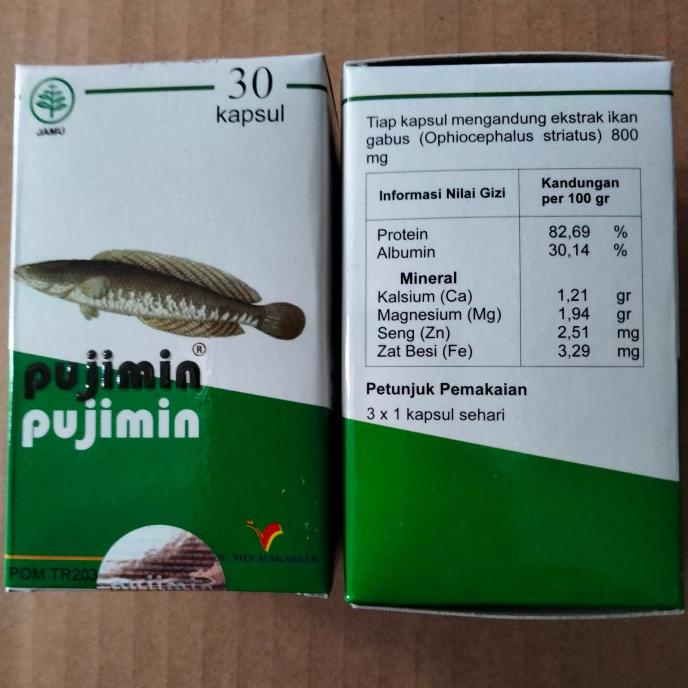 30
kapsul
JAMU
pujimin®
pujimin
MIN MAKASSAR
POM.TR203
pujimin
Tiap kapsul mengandung ekstrak ikan
gabus (Ophiocephalus striatus) 800
mg
Informasi Nilai Gizi Kandungan
per 100 gr
Protein 82,69 %
Albumin 30,14 %
Mineral
Kalsium (Ca) 1,21 gr
Magnesium (Mg) 1,94 gr
Seng (Zn) 2,51 mg
Zat Besi (Fe) 3,29 mg
Petunjuk Pemakaian
3 x 1 kapsul sehari